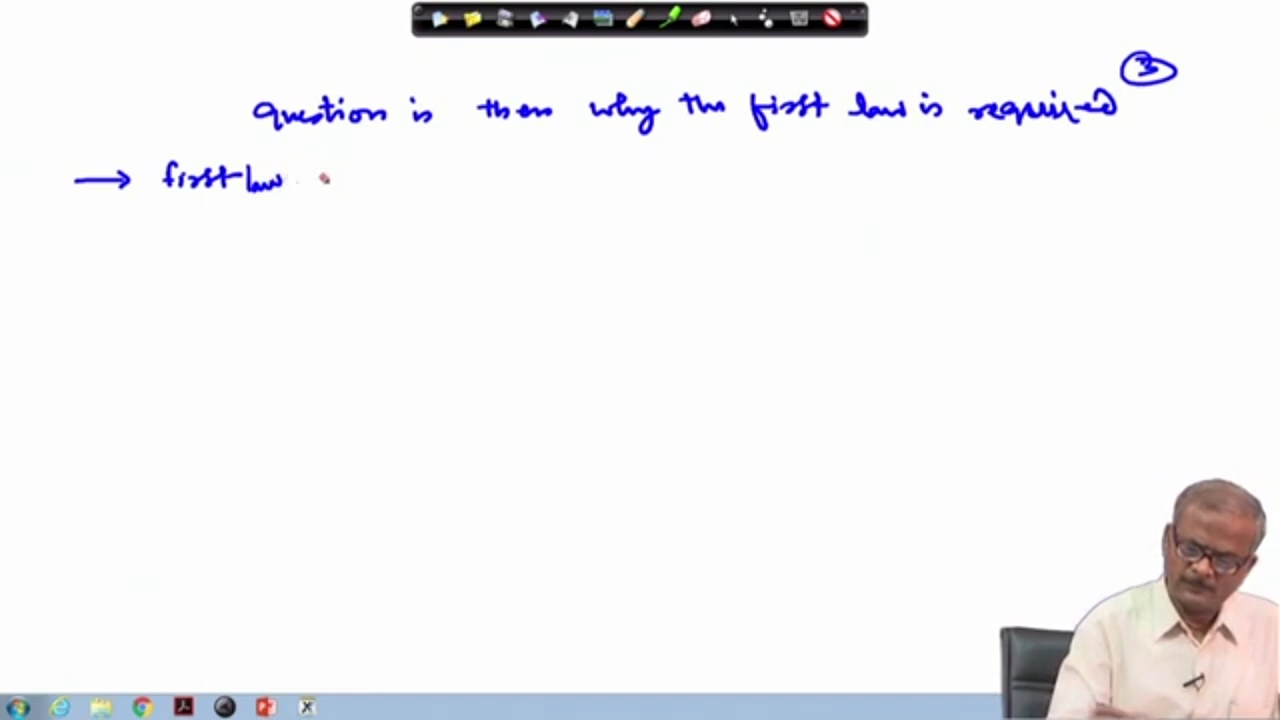 3
Question is then why the first law is required
→ first law